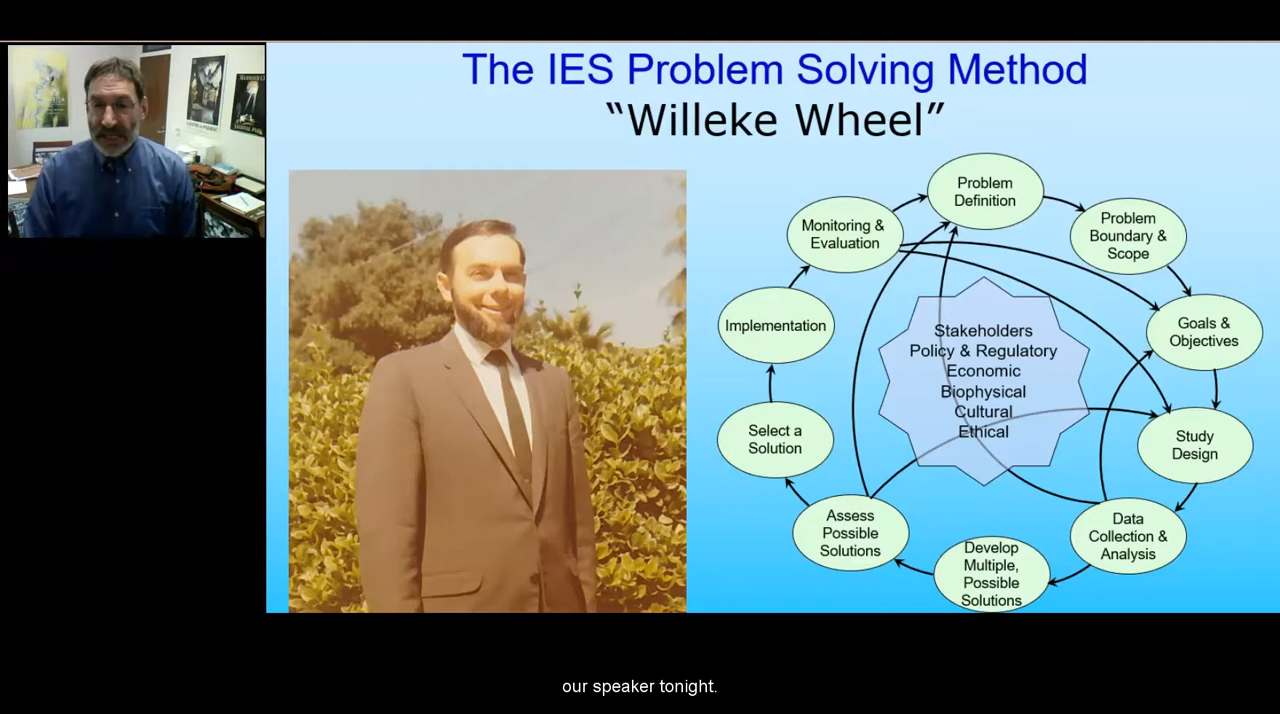 The IES Problem Solving Method
“Willeke Wheel”
Problem
Definition
Problem
Boundary &
Scope
Goals &
Objectives
Study
Design
Data
Collection &
Analysis
Develop
Multiple,
Possible
Solutions
Assess
Possible
Solutions
Select a
Solution
Implementation
Monitoring &
Evaluation
Stakeholders
Policy & Regulatory
Economic
Biophysical
Cultural
Ethical
our speaker tonight.